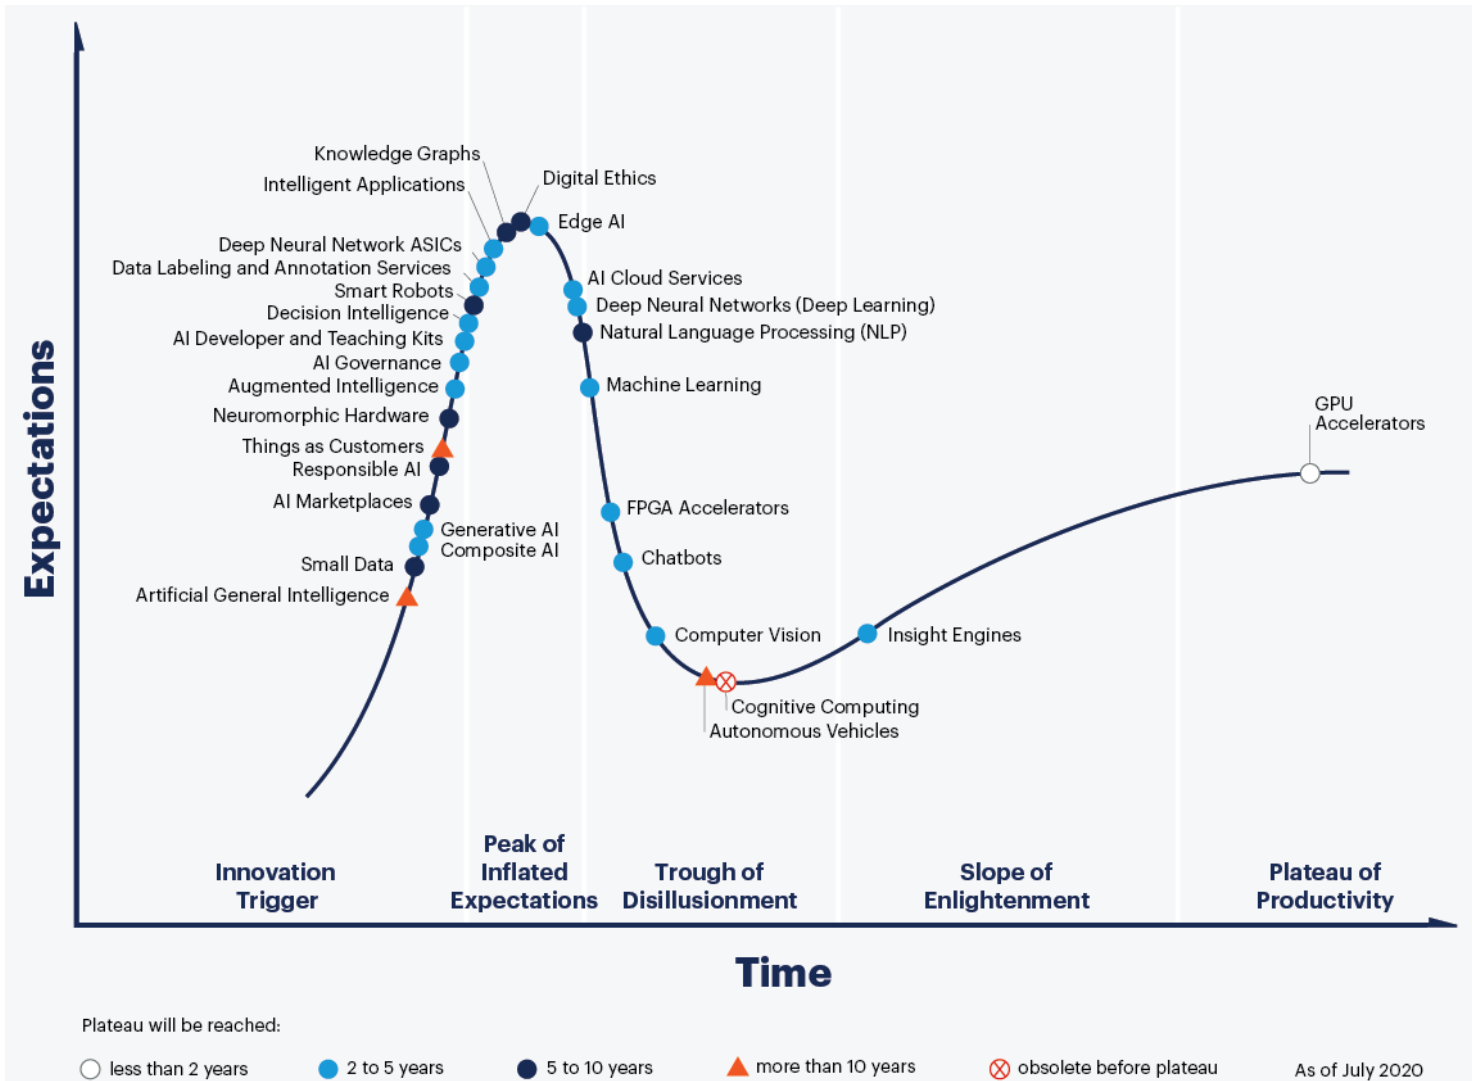 Knowledge Graphs
Intelligent Applications
Digital Ethics
Edge AI
Deep Neural Network ASICs
Data Labeling and Annotation Services
Smart Robots
Decision Intelligence
AI Developer and Teaching Kits
AI Governance
Augmented Intelligence
Neuromorphic Hardware
Things as Customers
Responsible AI
AI Marketplaces
Generative AI
Composite AI
Small Data
Artificial General Intelligence
AI Cloud Services
Deep Neural Networks (Deep Learning)
Natural Language Processing (NLP)
Machine Learning
FPGA Accelerators
Chatbots
Computer Vision
Insight Engines
Cognitive Computing
Autonomous Vehicles
GPU
Accelerators
Expectations
Innovation
Trigger
Peak of
Inflated
Expectations
Trough of
Disillusionment
Slope of
Enlightenment
Plateau of
Productivity
Time
Plateau will be reached:
less than 2 years
2 to 5 years
5 to 10 years
more than 10 years
obsolete before plateau
As of July 2020